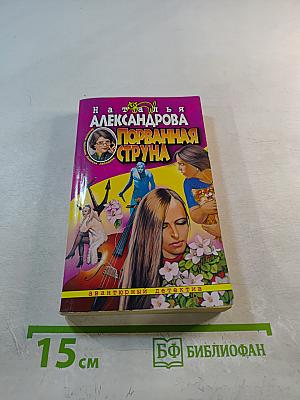 Наталья
АЛЕКСАНДРОВА
ПОРВАННАЯ
СТРУНА
авантюрный детектив
15 см
БФ БИБЛИОФАН